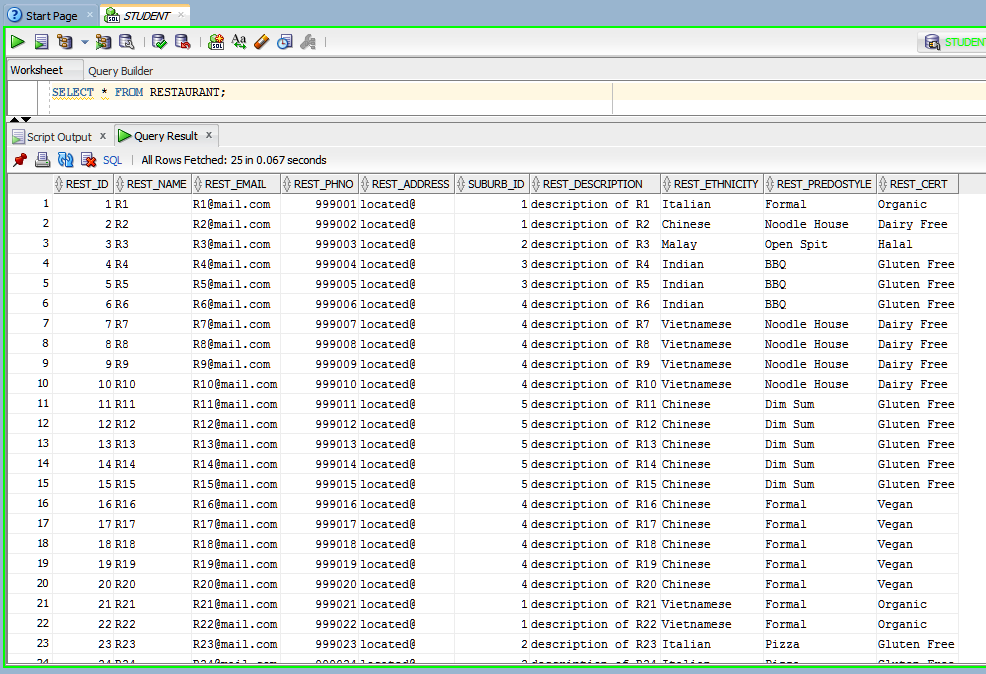 Start Page × STUDENT ×
STUDENT
Worksheet Query Builder
SELECT * FROM RESTAURANT;
Script Output × Query Result ×
SQL | All Rows Fetched: 25 in 0.067 seconds
REST_ID REST_NAME REST_EMAIL REST_PHNO REST_ADDRESS SUBURB_ID REST_DESCRIPTION REST_ETHNICITY REST_PREDOSTYLE REST_CERT
1 1 R1 R1@mail.com 999001 located@ 1 description of R1 Italian Formal Organic
2 2 R2 R2@mail.com 999002 located@ 1 description of R2 Chinese Noodle House Dairy Free
3 3 R3 R3@mail.com 999003 located@ 2 description of R3 Malay Open Spit Halal
4 4 R4 R4@mail.com 999004 located@ 3 description of R4 Indian BBQ Gluten Free
5 5 R5 R5@mail.com 999005 located@ 3 description of R5 Indian BBQ Gluten Free
6 6 R6 R6@mail.com 999006 located@ 4 description of R6 Indian BBQ Gluten Free
7 7 R7 R7@mail.com 999007 located@ 4 description of R7 Vietnamese Noodle House Dairy Free
8 8 R8 R8@mail.com 999008 located@ 4 description of R8 Vietnamese Noodle House Dairy Free
9 9 R9 R9@mail.com 999009 located@ 4 description of R9 Vietnamese Noodle House Dairy Free
10 10 R10 R10@mail.com 999010 located@ 4 description of R10 Vietnamese Noodle House Dairy Free
11 11 R11 R11@mail.com 999011 located@ 5 description of R11 Chinese Dim Sum Gluten Free
12 12 R12 R12@mail.com 999012 located@ 5 description of R12 Chinese Dim Sum Gluten Free
13 13 R13 R13@mail.com 999013 located@ 5 description of R13 Chinese Dim Sum Gluten Free
14 14 R14 R14@mail.com 999014 located@ 5 description of R14 Chinese Dim Sum Gluten Free
15 15 R15 R15@mail.com 999015 located@ 5 description of R15 Chinese Dim Sum Gluten Free
16 16 R16 R16@mail.com 999016 located@ 4 description of R16 Chinese Formal Vegan
17 17 R17 R17@mail.com 999017 located@ 4 description of R17 Chinese Formal Vegan
18 18 R18 R18@mail.com 999018 located@ 4 description of R18 Chinese Formal Vegan
19 19 R19 R19@mail.com 999019 located@ 4 description of R19 Chinese Formal Vegan
20 20 R20 R20@mail.com 999020 located@ 4 description of R20 Chinese Formal Vegan
21 21 R21 R21@mail.com 999021 located@ 1 description of R21 Vietnamese Formal Organic
22 22 R22 R22@mail.com 999022 located@ 1 description of R22 Vietnamese Formal Organic
23 23 R23 R23@mail.com 999023 located@ 2 description of R23 Italian Pizza Gluten Free